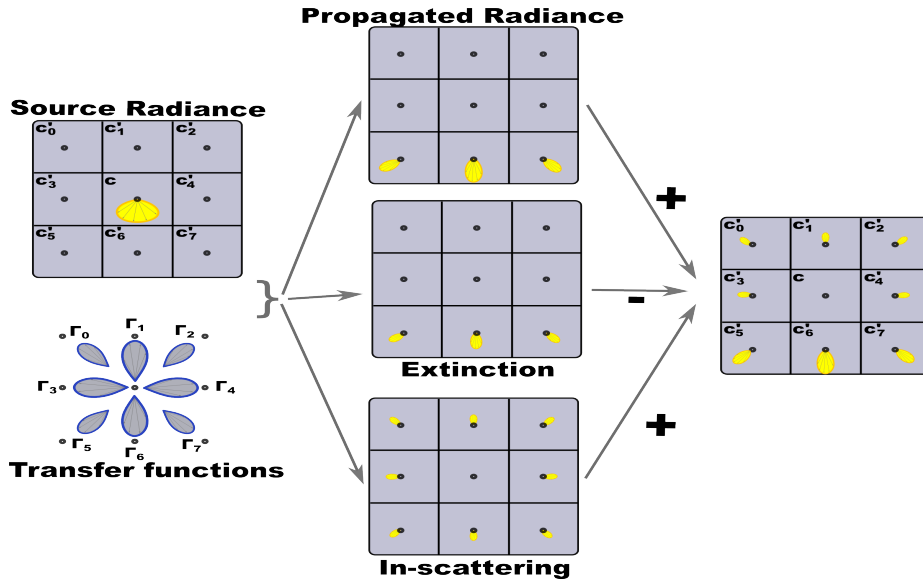 Propagated Radiance
Source Radiance
c'0 c'1 c'2
c'3 c c'4
c'5 c'6 c'7
}
Γ0 Γ1 Γ2
Γ3 Γ4
Γ5 Γ6 Γ7
Transfer functions
+
-
+
Extinction
In-scattering
c'0 c'1 c'2
c'3 c c'4
c'5 c'6 c'7